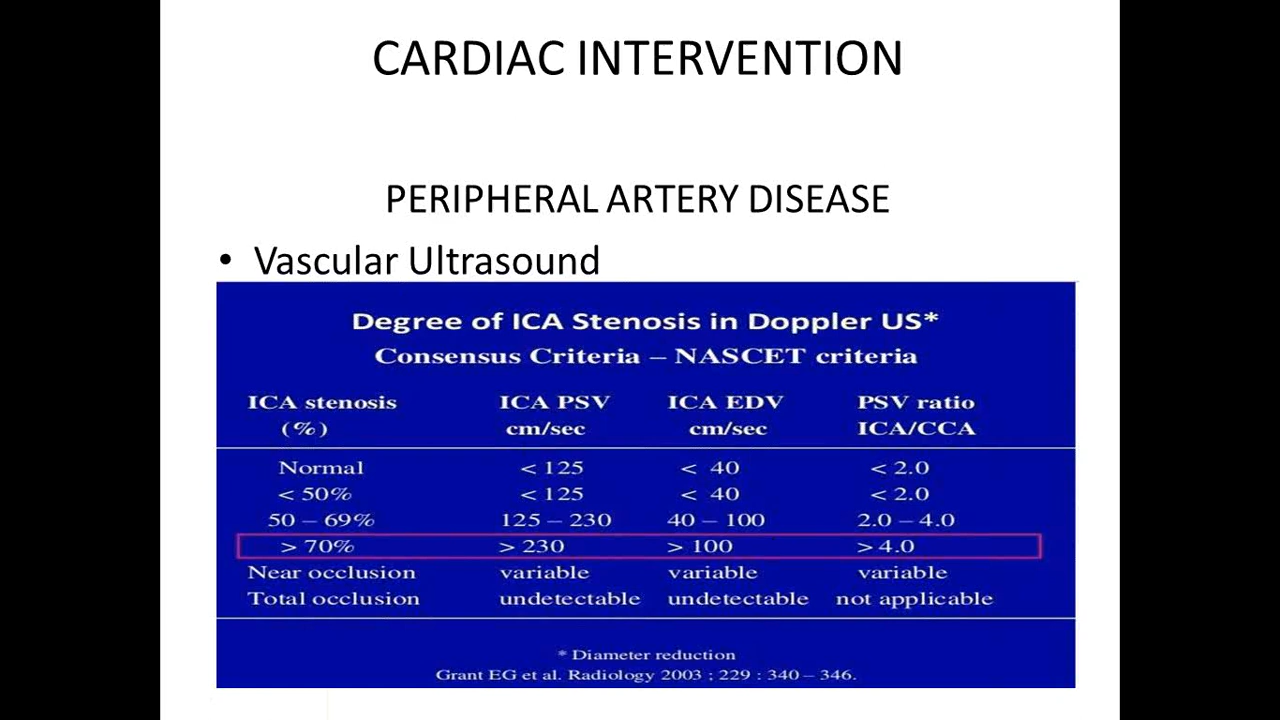 CARDIAC INTERVENTION
PERIPHERAL ARTERY DISEASE
• Vascular Ultrasound
Degree of ICA Stenosis in Doppler US*
Consensus Criteria – NASCET criteria
ICA stenosis ICA PSV ICA EDV PSV ratio
(%) cm/sec cm/sec ICA/CCA
Normal < 125 < 40 < 2.0
< 50% < 125 < 40 < 2.0
50 – 69% 125 – 230 40 – 100 2.0 – 4.0
> 70% > 230 > 100 > 4.0
Near occlusion variable variable variable
Total occlusion undetectable undetectable not applicable
* Diameter reduction
Grant EG et al. Radiology 2003 ; 229 : 340 – 346.